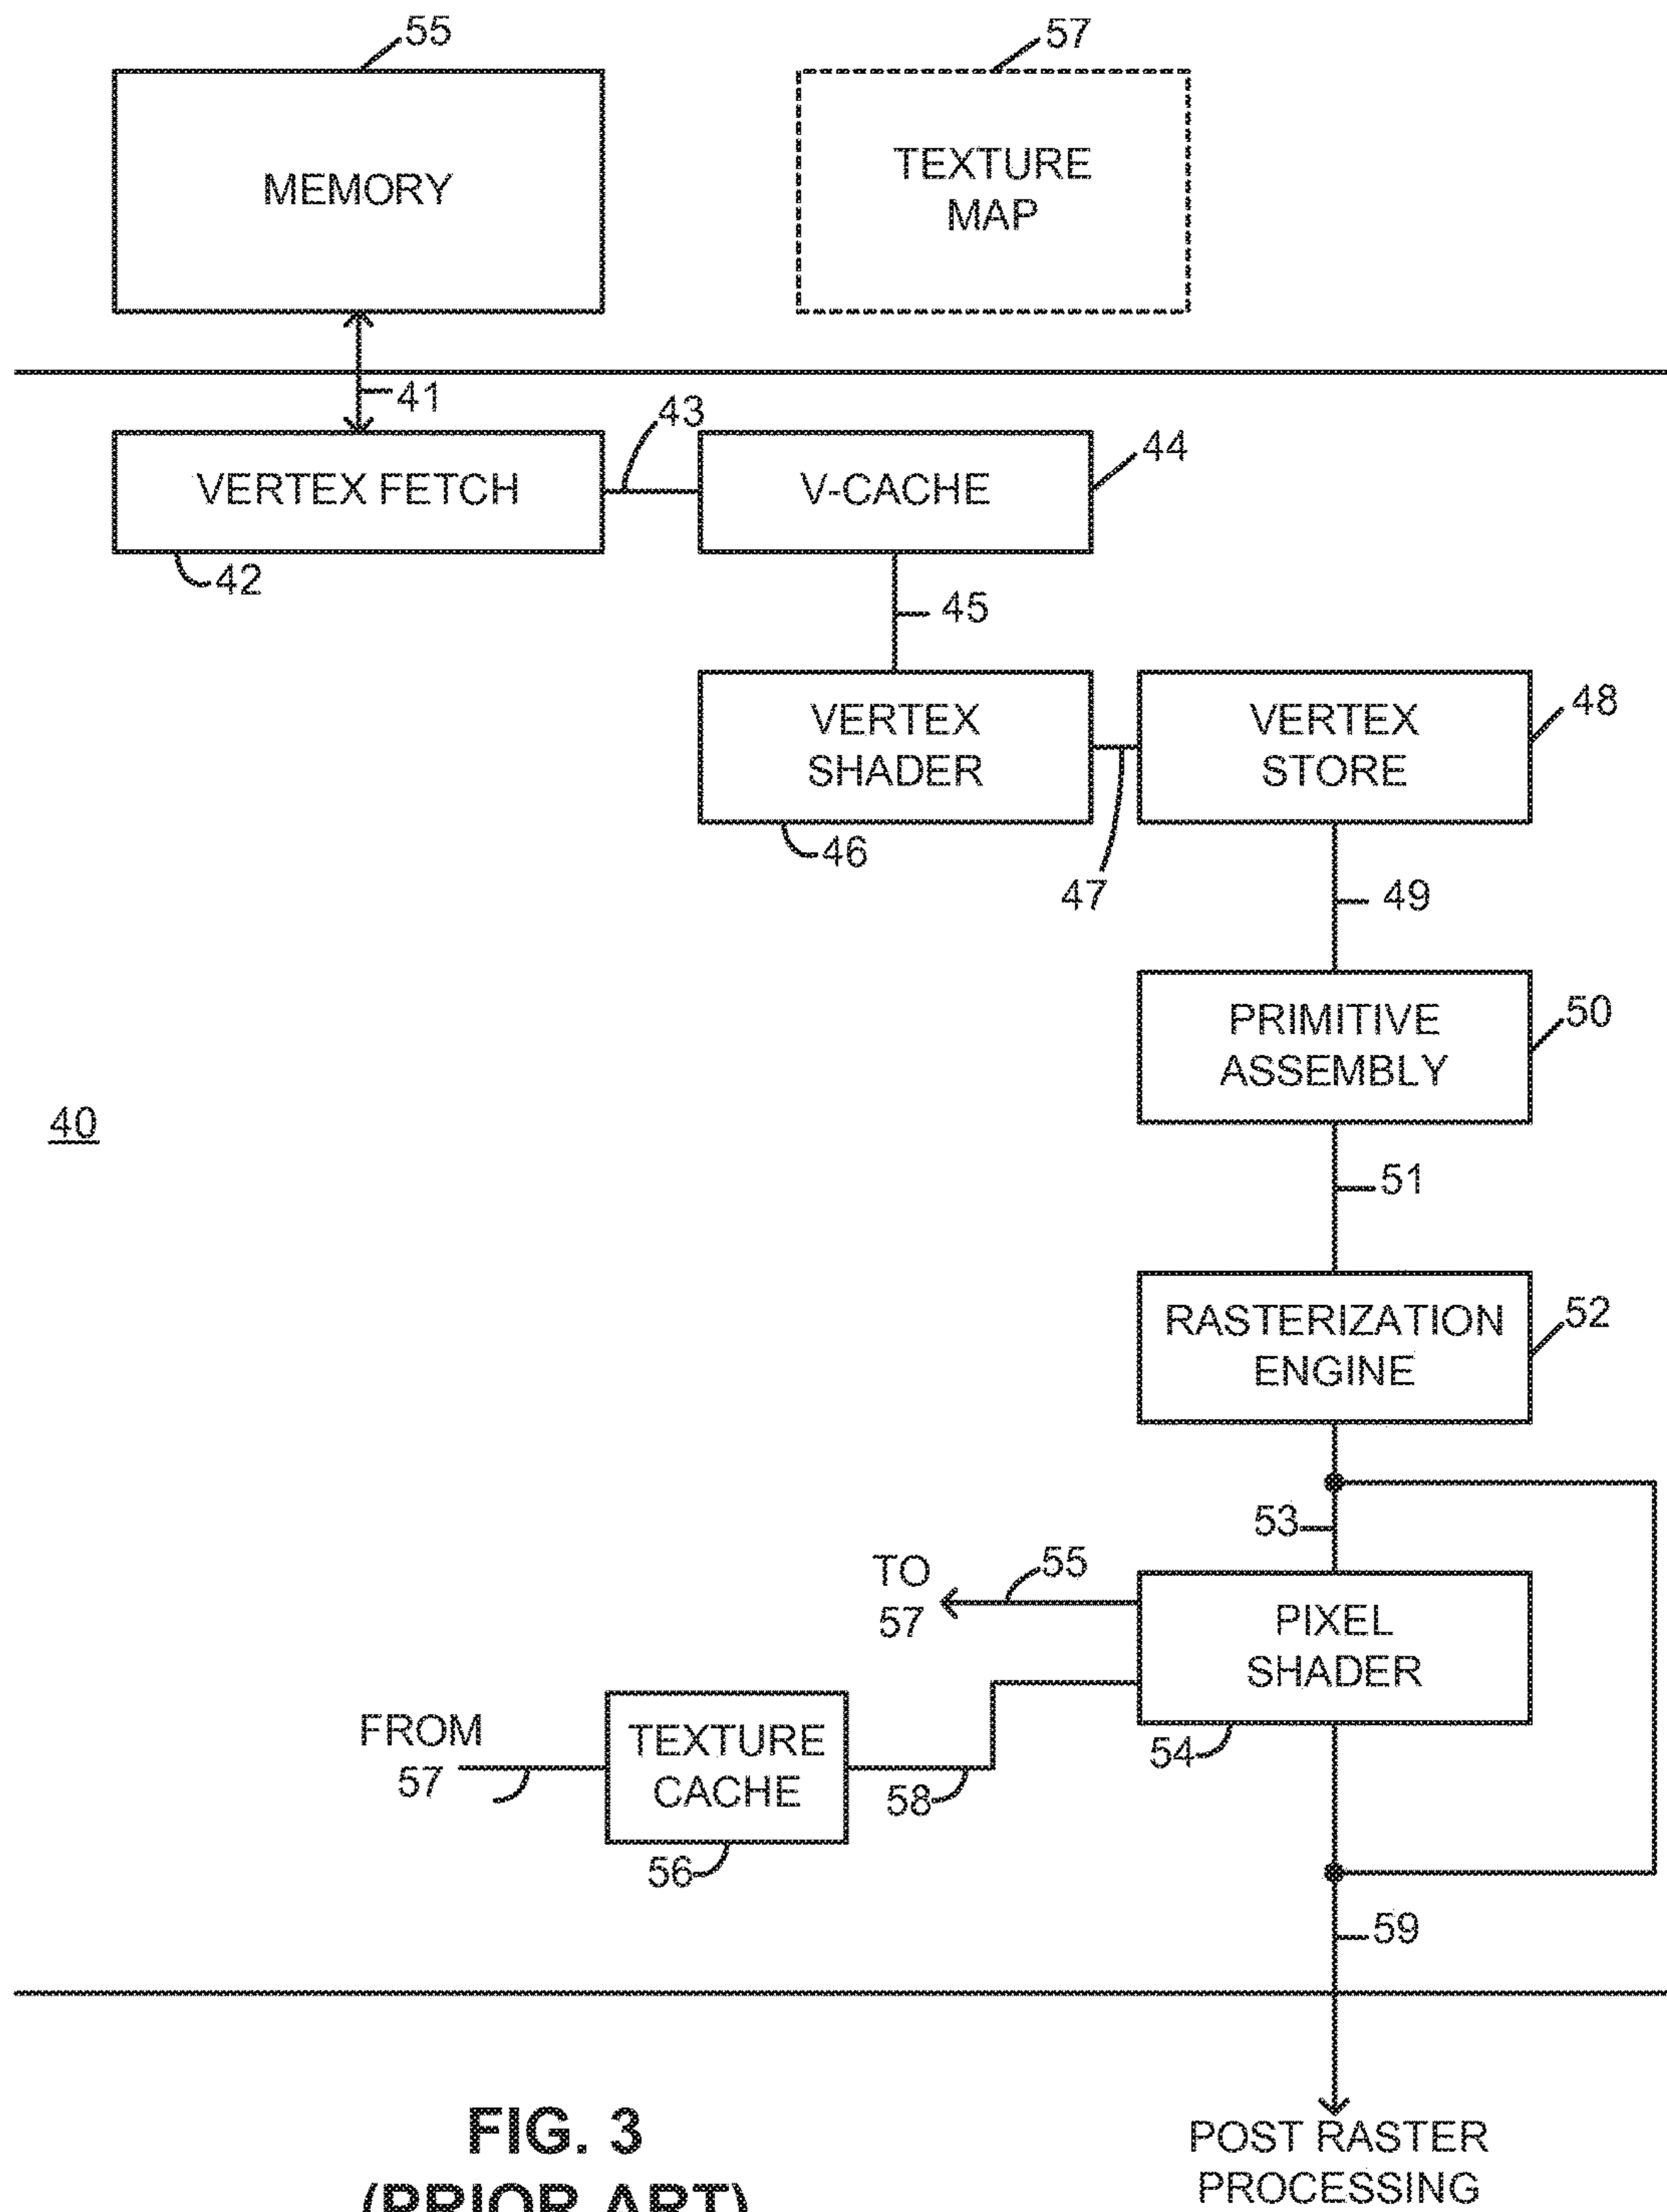 55
57
MEMORY
TEXTURE
MAP
41
43
VERTEX FETCH
V-CACHE
44
42
45
VERTEX
SHADER
VERTEX
STORE
48
46
47
49
PRIMITIVE
ASSEMBLY
50
40
51
RASTERIZATION
ENGINE
52
53
TO
57
55
PIXEL
SHADER
54
FROM
57
TEXTURE
CACHE
58
56
59
FIG. 3
(PRIOR ART)
POST RASTER
PROCESSING